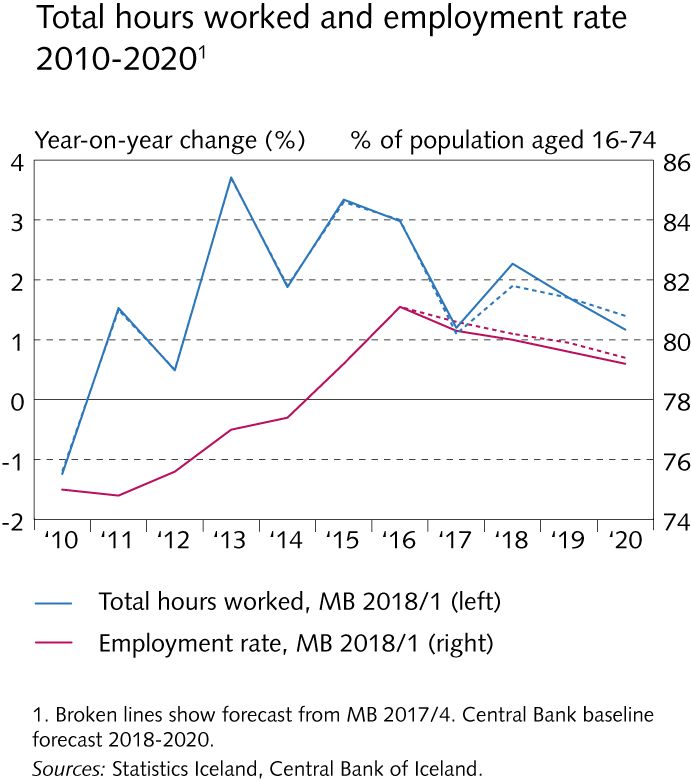 Total hours worked and employment rate
2010-2020¹
Year-on-year change (%) % of population aged 16-74
4 86
3 84
2 82
1 80
0 78
-1 76
-2 74
‘10 ‘11 ‘12 ‘13 ‘14 ‘15 ‘16 ‘17 ‘18 ‘19 ‘20
Total hours worked, MB 2018/1 (left)
Employment rate, MB 2018/1 (right)
1. Broken lines show forecast from MB 2017/4. Central Bank baseline
forecast 2018-2020.
Sources: Statistics Iceland, Central Bank of Iceland.